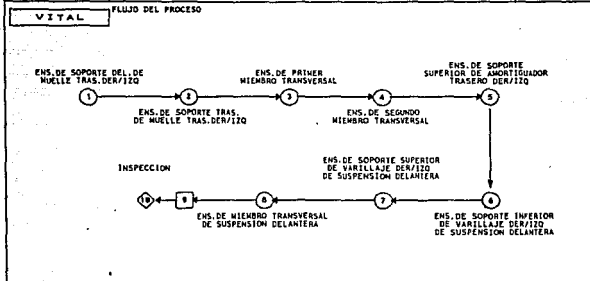 VITAL
FLUJO DEL PROCESO
ENS.DE SOPORTE DEL.DE
MUELLE TRAS.DER/IZQ
ENS.DE PRIMER
MIEMBRO TRANSVERSAL
ENS.DE SOPORTE
SUPERIOR DE AMORTIGUADOR
TRASERO DER/IZQ
1
2
3
4
5
ENS.DE SOPORTE TRAS.
DE MUELLE TRAS.DER/IZQ
ENS.DE SEGUNDO
MIEMBRO TRANSVERSAL
INSPECCION
ENS.DE SOPORTE SUPERIOR
DE VARILLAJE DER/IZQ
DE SUSPENSION DELANTERA
10
9
8
7
6
ENS.DE MIEMBRO TRANSVERSAL
DE SUSPENSION DELANTERA
ENS.DE SOPORTE INFERIOR
DE VARILLAJE DER/IZQ
DE SUSPENSION DELANTERA